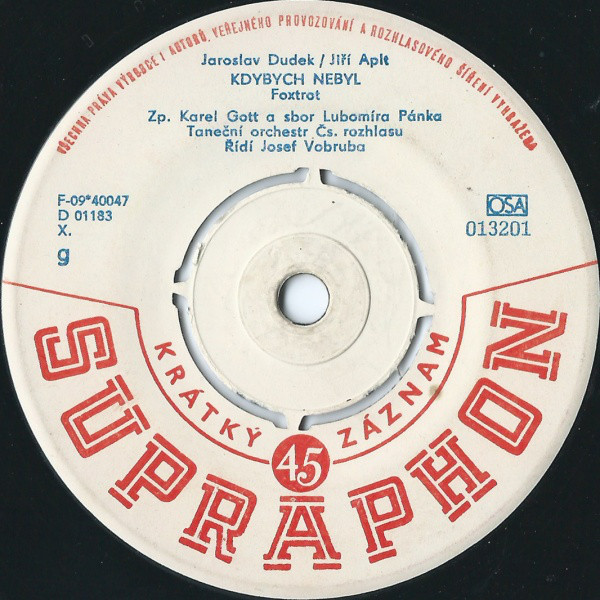 VŠECHNA PRÁVA VÝROBCE I AUTORŮ, VEŘEJNÉHO PROVOZOVÁNÍ A ROZHLASOVÉHO ŠÍŘENÍ VYHRAŽENA
Jaroslav Dudek / Jiří Aplt
KDYBYCH NEBYL
Foxtrot
Zp. Karel Gott a sbor Lubomíra Pánka
Taneční orchestr Čs. rozhlasu
Řídí Josef Vobruba
F-09*40047
D 01183
X.
g
OSA
013201
KRÁTKÝ 45 ZÁZNAM
SUPRAPHON